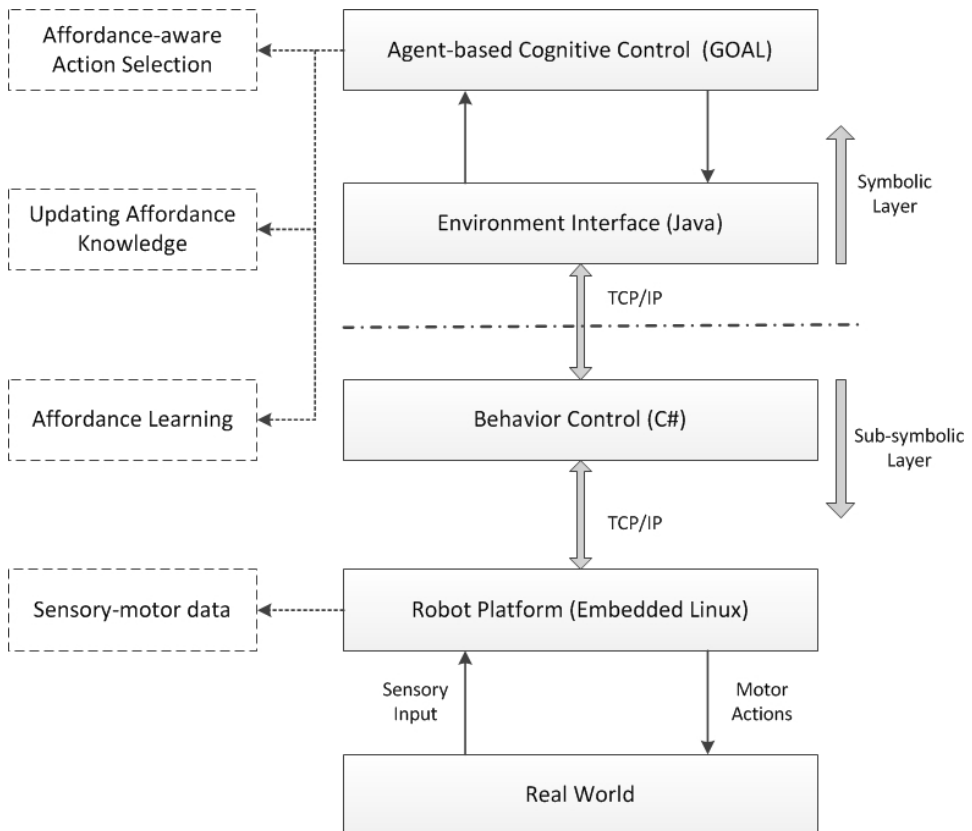 Affordance-aware
Action Selection
Agent-based Cognitive Control (GOAL)
Symbolic
Layer
Updating Affordance
Knowledge
Environment Interface (Java)
TCP/IP
Affordance Learning
Behavior Control (C#)
Sub-symbolic
Layer
TCP/IP
Sensory-motor data
Robot Platform (Embedded Linux)
Sensory
Input
Motor
Actions
Real World